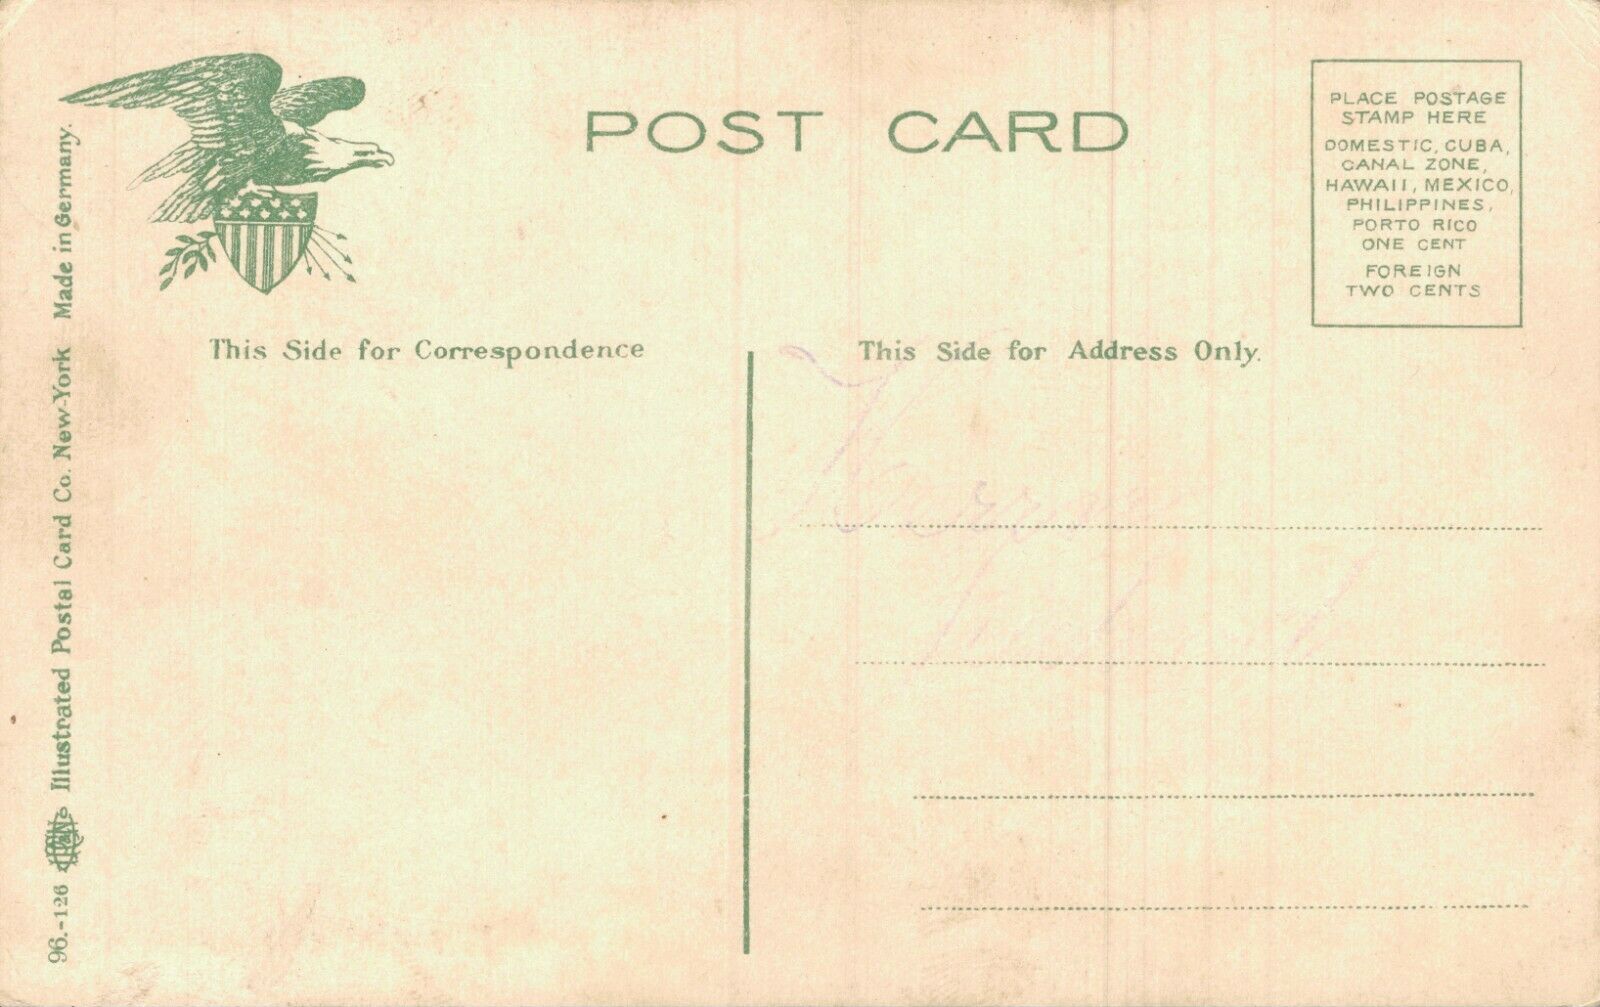 POST CARD
PLACE POSTAGE
STAMP HERE
DOMESTIC, CUBA,
CANAL ZONE,
HAWAII, MEXICO,
PHILIPPINES,
PORTO RICO
ONE CENT
FOREIGN
TWO CENTS
This Side for Correspondence
This Side for Address Only.
96.-126 Illustrated Postal Card Co. New-York Made in Germany.